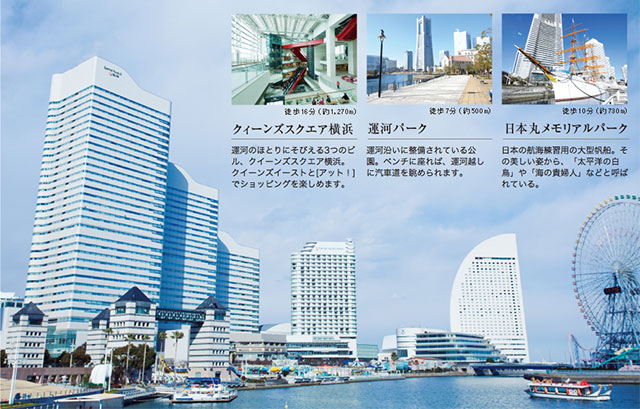 徒歩16分(約1,270m)
クィーンズスクエア横浜
運河のほとりにそびえる3つのビ
ル、クイーンズスクエア横浜。
クイーンズイーストと[アット！]
でショッピングを楽しめます。
徒歩7分(約500m)
運河パーク
運河沿いに整備されている公
園。ベンチに座れば、運河越し
に汽車道を眺められます。
徒歩10分(約780m)
日本丸メモリアルパーク
日本の航海練習用の大型帆船。そ
の美しい姿から、「太平洋の白
鳥」や「海の貴婦人」などと呼ば
れている。